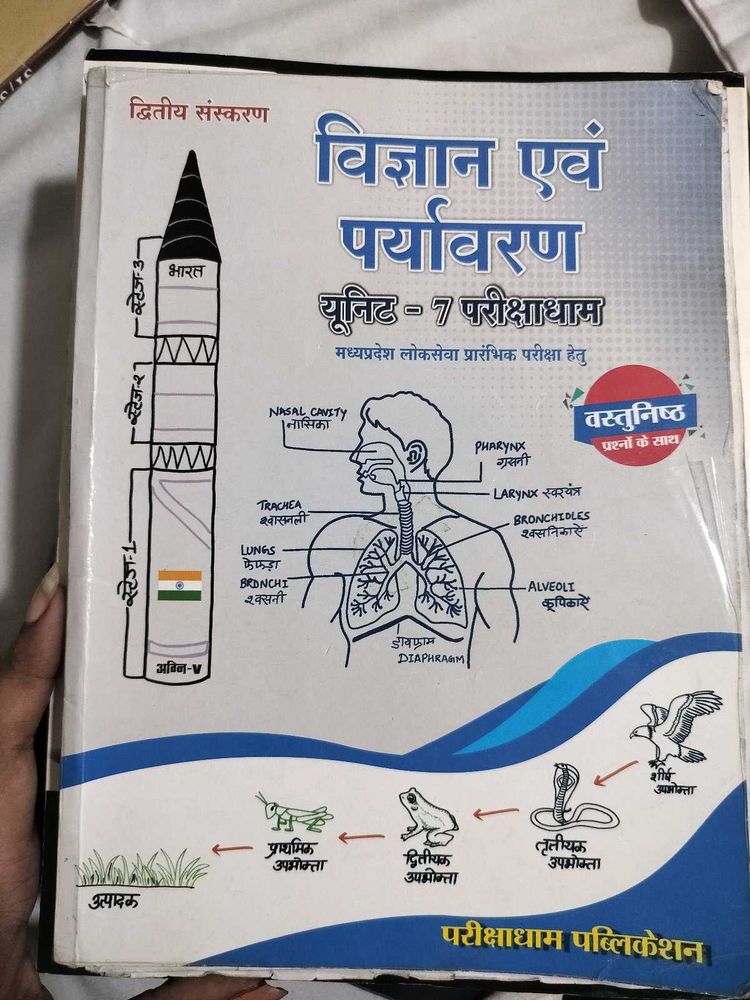 द्वितीय संस्करण
विज्ञान एवं
पर्यावरण
यूनिट - 7 परीक्षाधाम
मध्यप्रदेश लोकसेवा प्रारंभिक परीक्षा हेतु
वस्तुनिष्ठ
प्रश्नों के साथ
भारत
स्टेज-3
स्टेज-2
स्टेज-1
अग्नि-V
NASAL CAVITY
नासिका
PHARYNX
ग्रसनी
LARYNX स्वरयंत्र
TRACHEA
श्वासनली
BRONCHIOLES
श्वसनिकाऐं
LUNGS
फेफड़ा
BRONCHI
श्वसनी
ALVEOLI
कूपिकाऐं
डायफ्राम
DIAPHRAGM
शीर्ष
उपभोक्ता
तृतीयक
उपभोक्ता
द्वितीयक
उपभोक्ता
प्राथमिक
उपभोक्ता
उत्पादक
परीक्षाधाम पब्लिकेशन